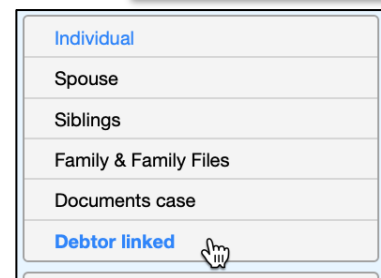 Individual
Spouse
Siblings
Family & Family Files
Documents case
Debtor linked